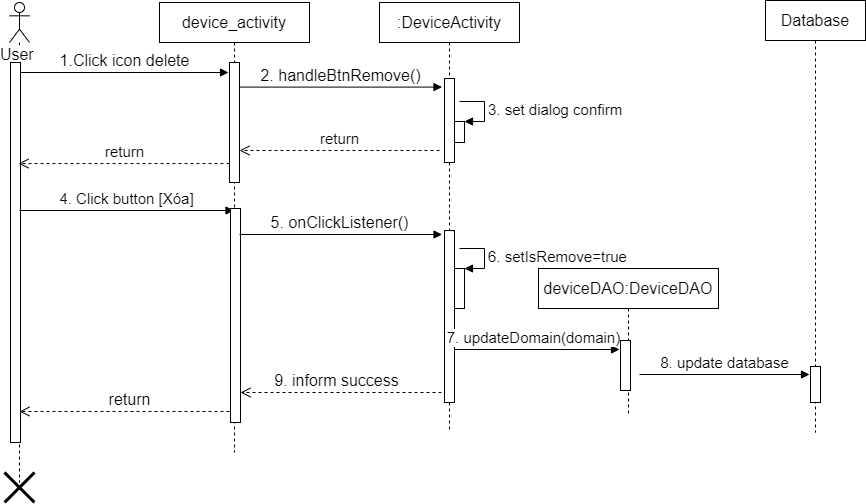 device_activity
:DeviceActivity
Database
User
1.Click icon delete
2. handleBtnRemove()
3. set dialog confirm
return
return
4. Click button [Xóa]
5. onClickListener()
6. setIsRemove=true
deviceDAO:DeviceDAO
7. updateDomain(domain)
8. update database
9. inform success
return